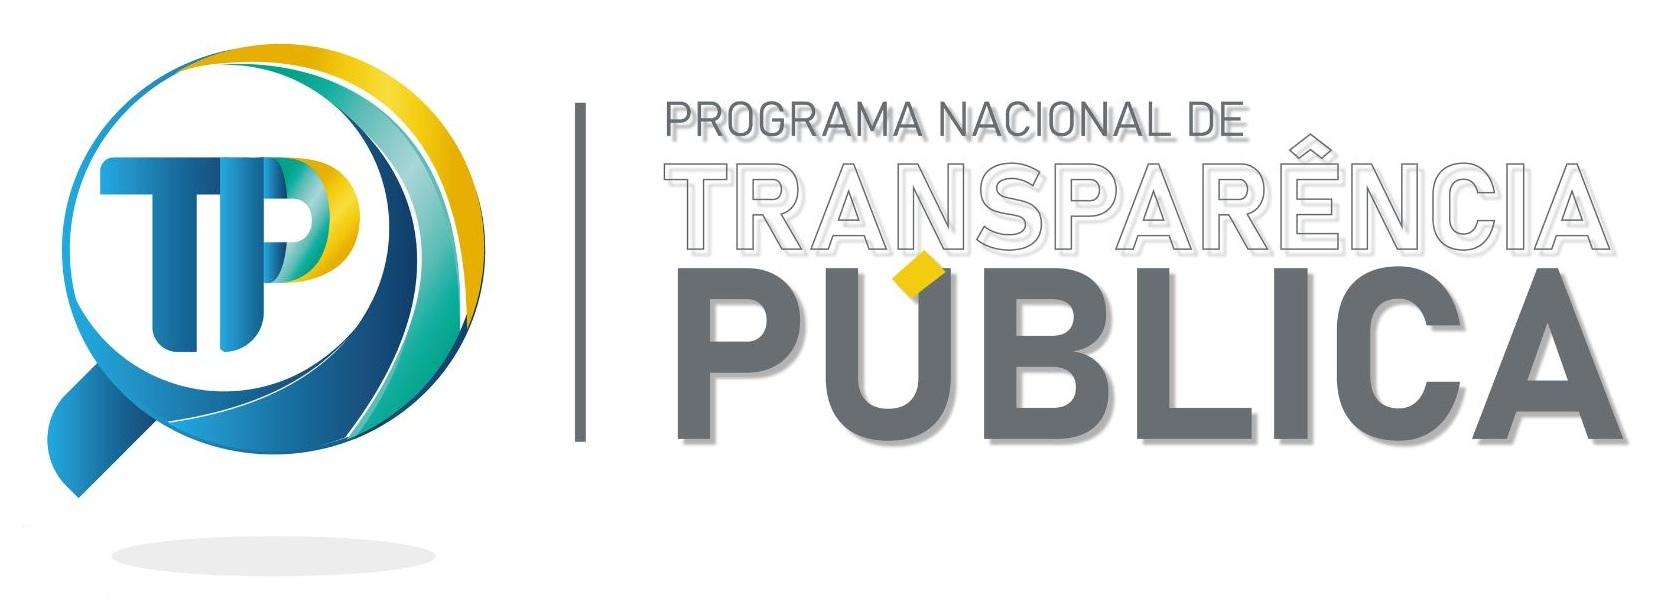 TP
PROGRAMA NACIONAL DE
TRANSPARÊNCIA
PÚBLICA